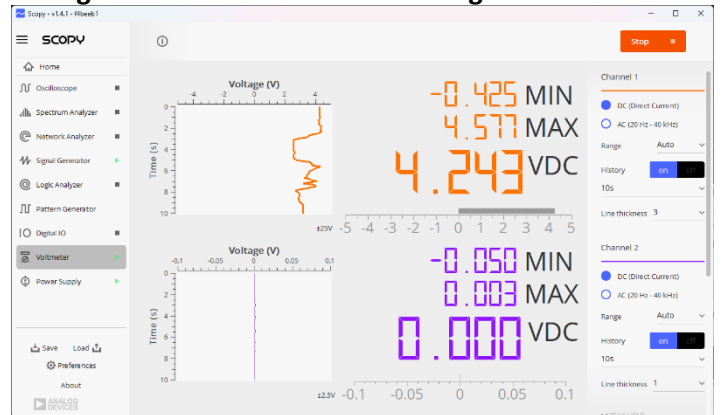 Scopy - v1.4.1 - f4beeb1
SCOPY
Home
Oscilloscope
Spectrum Analyzer
Network Analyzer
Signal Generator
Logic Analyzer
Pattern Generator
Digital IO
Voltmeter
Power Supply
Save Load
Preferences
About
ANALOG
DEVICES
Stop
Voltage (V)
-4 -2 0 2 4
Time (s)
0
2
4
6
8
10
±25V
-0.425 MIN
4.577 MAX
4.243 VDC
-5 -4 -3 -2 -1 0 1 2 3 4 5
Voltage (V)
-0.1 -0.05 0 0.05 0.1
Time (s)
0
2
4
6
8
10
±2.5V
-0.050 MIN
0.003 MAX
0.000 VDC
-0.1 -0.05 0 0.05 0.1
Channel 1
DC (Direct Current)
AC (20 Hz - 40 kHz)
Range Auto
History on off
10s
Line thickness 3
Channel 2
DC (Direct Current)
AC (20 Hz - 40 kHz)
Range Auto
History on off
10s
Line thickness 1